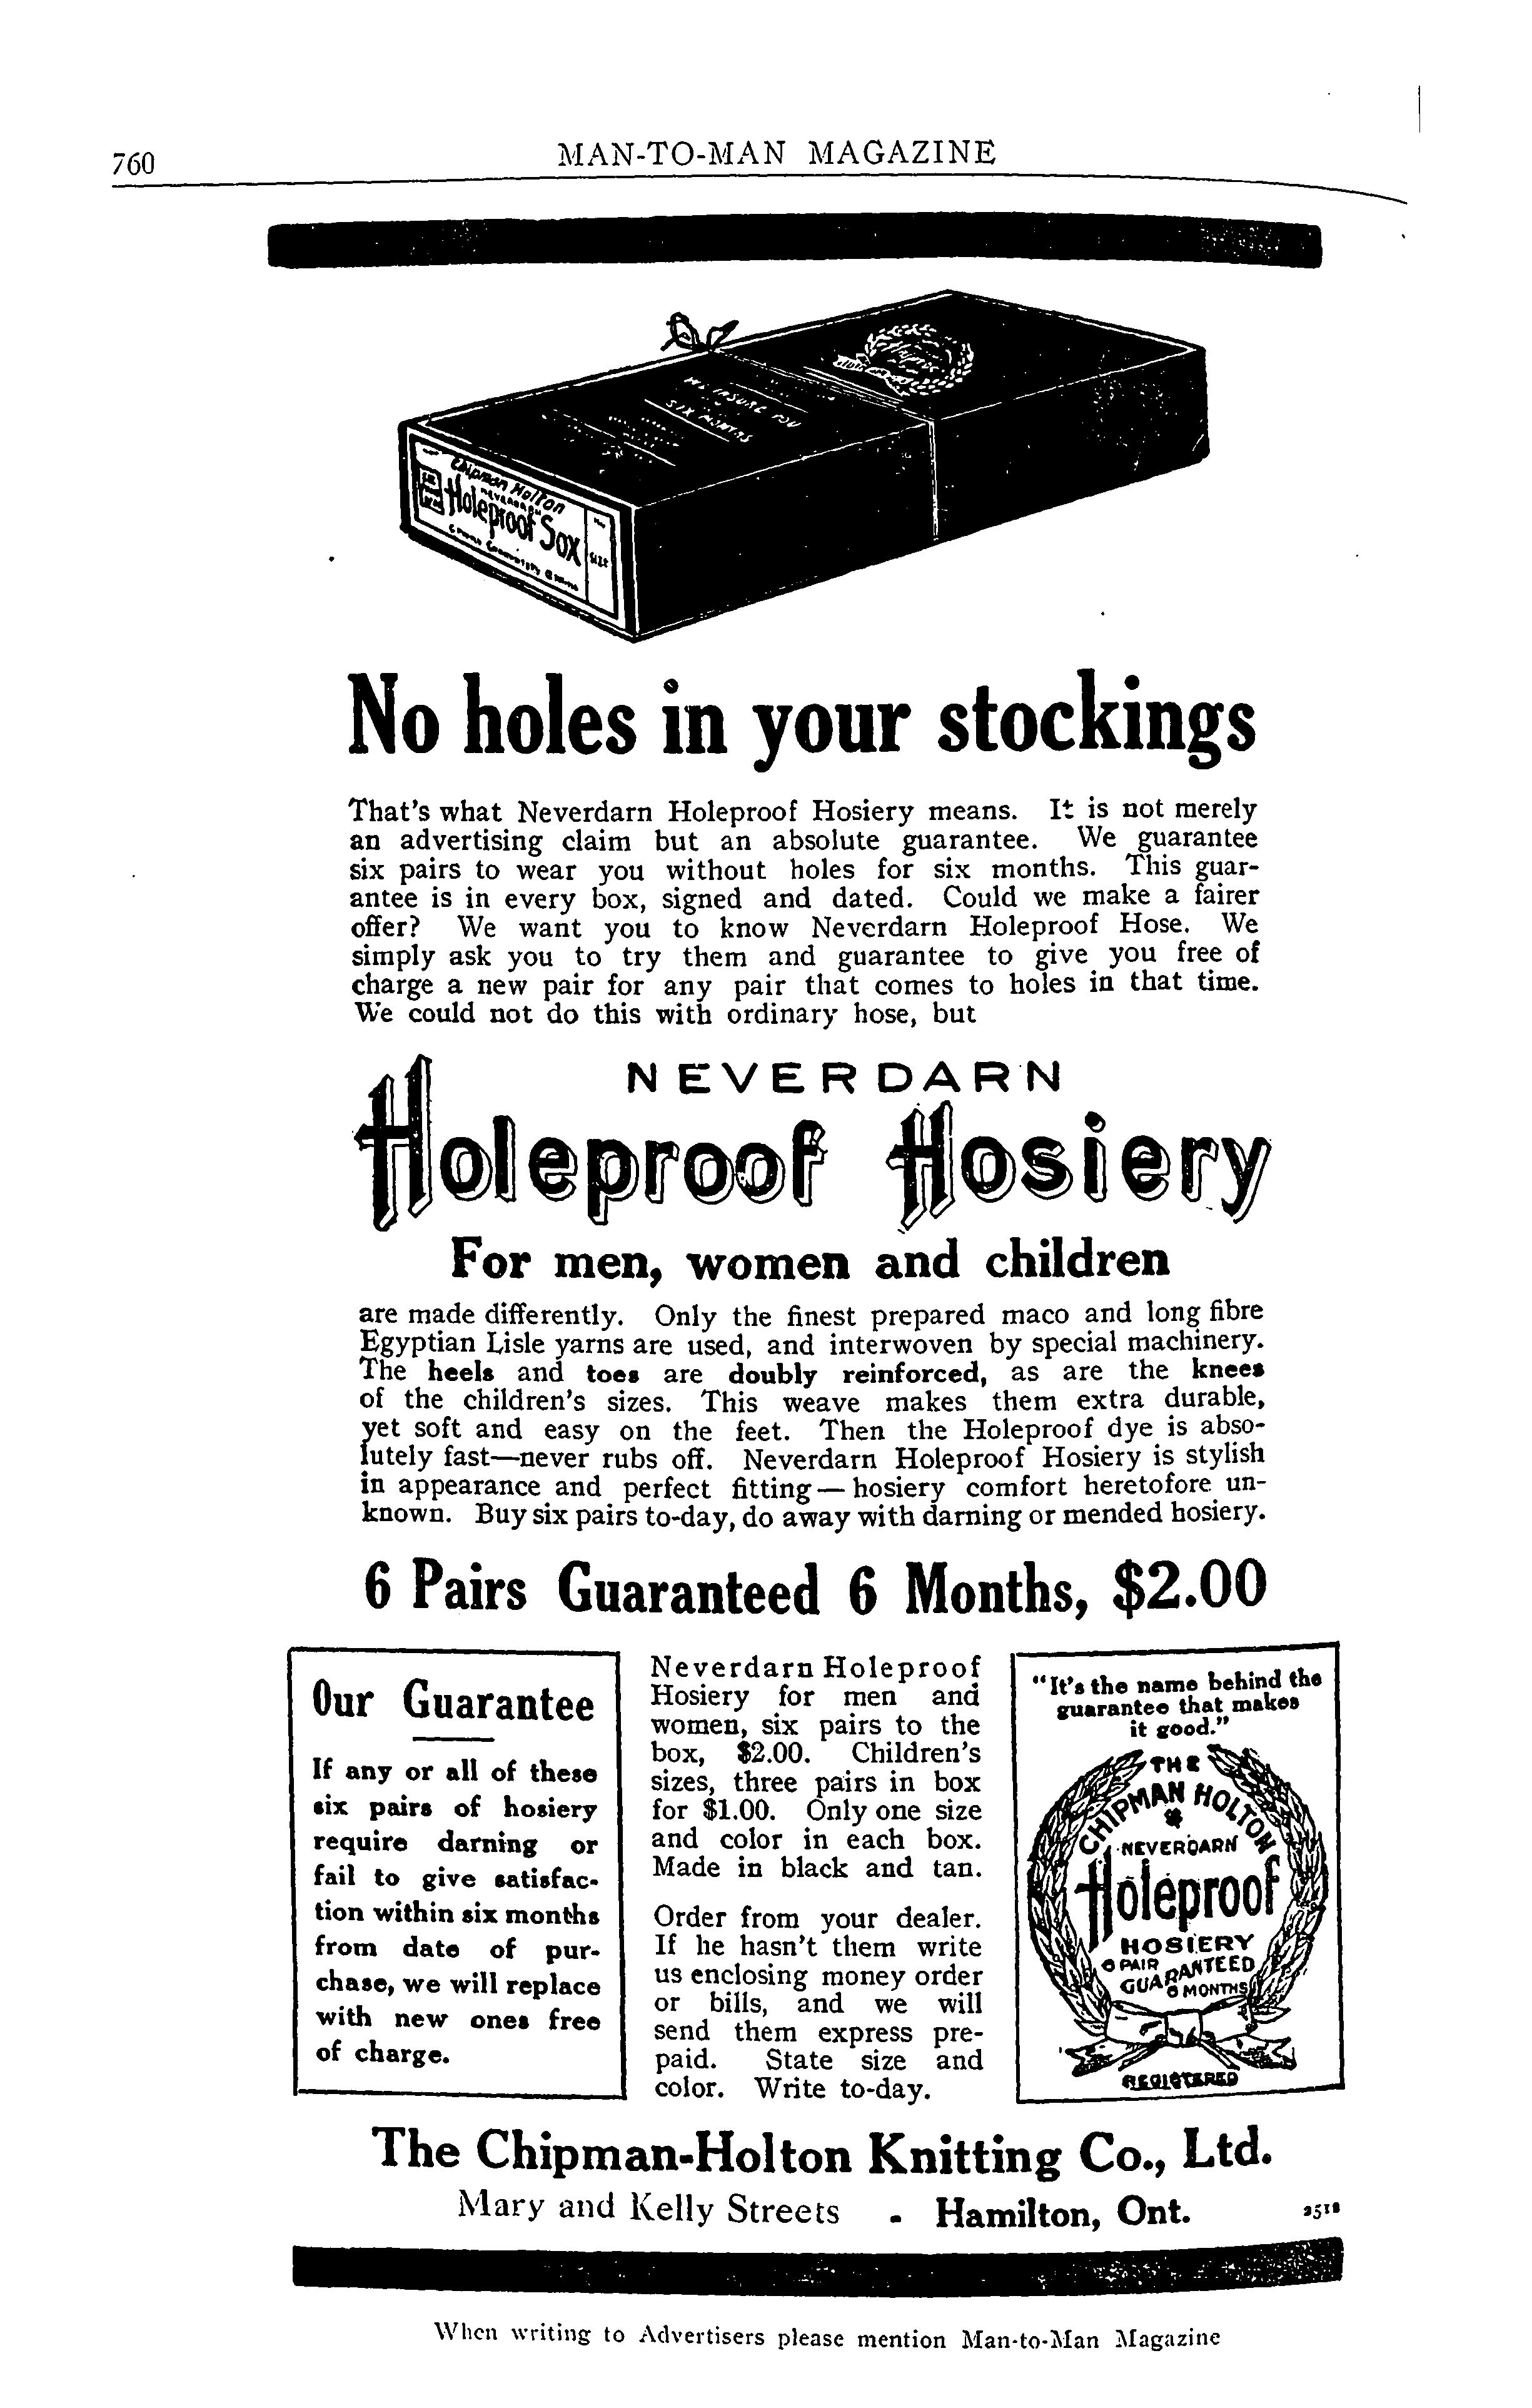 760
MAN-TO-MAN MAGAZINE
WE INSURE YOU
SIX MONTHS
Chipman Holton
NEVERDARN
Holeproof Sox
SIZE
No holes in your stockings
That's what Neverdarn Holeproof Hosiery means. It is not merely
an advertising claim but an absolute guarantee. We guarantee
six pairs to wear you without holes for six months. This guar-
antee is in every box, signed and dated. Could we make a fairer
offer? We want you to know Neverdarn Holeproof Hose. We
simply ask you to try them and guarantee to give you free of
charge a new pair for any pair that comes to holes in that time.
We could not do this with ordinary hose, but
NEVERDARN
Holeproof Hosiery
For men, women and children
are made differently. Only the finest prepared maco and long fibre
Egyptian Lisle yarns are used, and interwoven by special machinery.
The heels and toes are doubly reinforced, as are the knees
of the children's sizes. This weave makes them extra durable,
yet soft and easy on the feet. Then the Holeproof dye is abso-
lutely fast—never rubs off. Neverdarn Holeproof Hosiery is stylish
in appearance and perfect fitting—hosiery comfort heretofore un-
known. Buy six pairs to-day, do away with darning or mended hosiery.
6 Pairs Guaranteed 6 Months, $2.00
Our Guarantee
If any or all of these
six pairs of hosiery
require darning or
fail to give satisfac-
tion within six months
from date of pur-
chase, we will replace
with new ones free
of charge.
Neverdarn Holeproof
Hosiery for men and
women, six pairs to the
box, $2.00. Children's
sizes, three pairs in box
for $1.00. Only one size
and color in each box.
Made in black and tan.
Order from your dealer.
If he hasn't them write
us enclosing money order
or bills, and we will
send them express pre-
paid. State size and
color. Write to-day.
"It's the name behind the
guarantee that makes
it good."
THE
CHIPMAN HOLTON
NEVERDARN
Holeproof
HOSIERY
6 PAIR
GUARANTEED
6 MONTHS
REGISTERED
The Chipman-Holton Knitting Co., Ltd.
Mary and Kelly Streets - Hamilton, Ont.
When writing to Advertisers please mention Man-to-Man Magazine